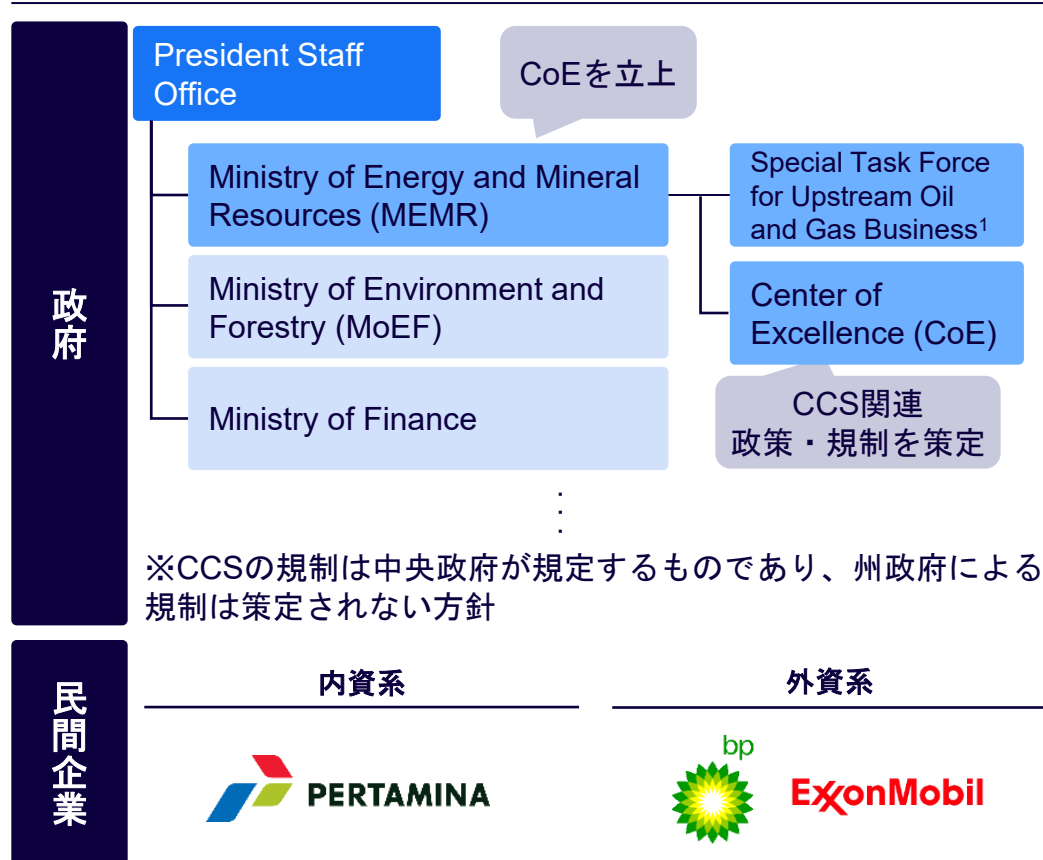 政府
President Staff
Office
CoEを立上
Ministry of Energy and Mineral
Resources (MEMR)
Special Task Force
for Upstream Oil
and Gas Business¹
Ministry of Environment and
Forestry (MoEF)
Center of
Excellence (CoE)
Ministry of Finance
CCS関連
政策・規制を策定
※CCSの規制は中央政府が規定するものであり、州政府による
規制は策定されない方針
民間企業
内資系
外資系
PERTAMINA
bp
ExxonMobil